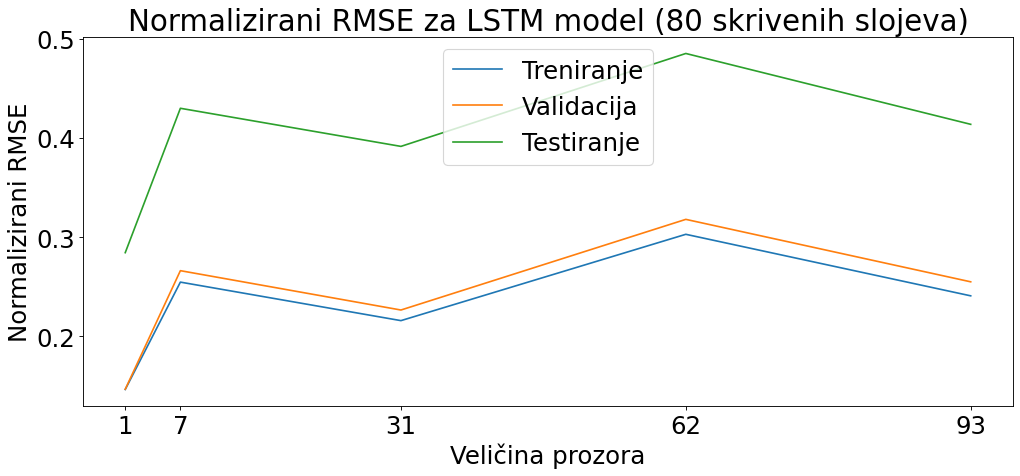 Normalizirani RMSE za LSTM model (80 skrivenih slojeva)
0.5
0.4
0.3
0.2
Normalizirani RMSE
Treniranje
Validacija
Testiranje
1 7 31 62 93
Veličina prozora